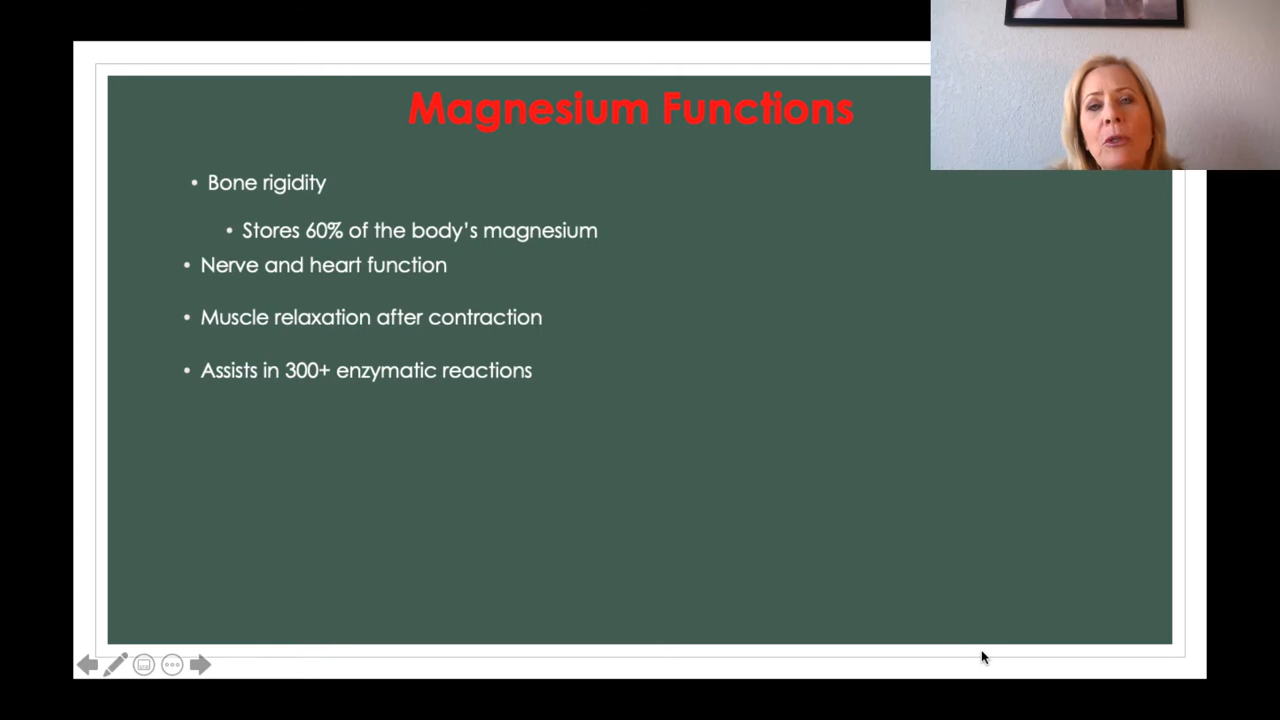 Magnesium Functions
• Bone rigidity
• Stores 60% of the body’s magnesium
• Nerve and heart function
• Muscle relaxation after contraction
• Assists in 300+ enzymatic reactions